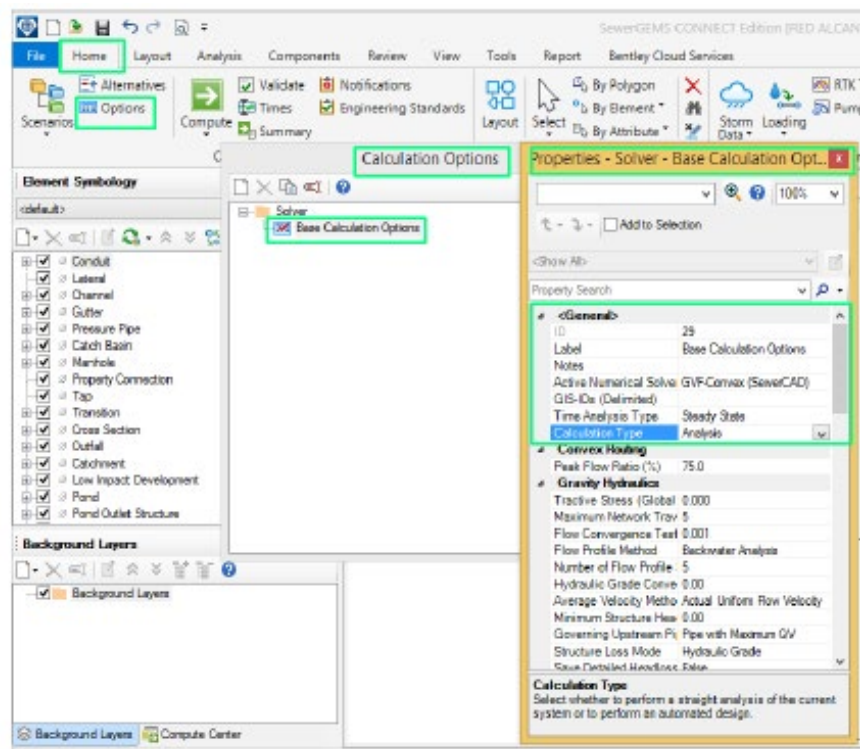 SewerGEMS CONNECT Edition (RED ALCAN
File Home Layout Analysis Components Review View Tools Report Bentley Cloud Services
Scenarios
Alternatives
Options
Compute
Validate
Times
Summary
Notifications
Engineering Standards
Layout
Select
By Polygon
By Element
By Attribute
Storm Data
Loading
RTK
Pum
Element Symbology
<default>
Conduit
Lateral
Channel
Gutter
Pressure Pipe
Catch Basin
Manhole
Property Connection
Tap
Transition
Cross Section
Outfall
Catchment
Low Impact Development
Pond
Pond Outlet Structure
Background Layers
Background Layers
Background Layers Compute Center
Calculation Options
Solver
Base Calculation Options
Properties - Solver - Base Calculation Opt...
100%
Add to Selection
<Show All>
Property Search
<General>
ID 29
Label Base Calculation Options
Notes
Active Numerical Solve GVF-Convex (SewerCAD)
GIS-IDs (Delimited)
Time Analysis Type Steady State
Calculation Type Analysis
Convex Routing
Peak Flow Ratio (%) 75.0
Gravity Hydraulics
Tractive Stress (Global 0.000
Maximum Network Trav 5
Flow Convergence Test 0.001
Flow Profile Method Backwater Analysis
Number of Flow Profile 5
Hydraulic Grade Conve 0.00
Average Velocity Metho Actual Uniform Flow Velocity
Minimum Structure Hea 0.00
Governing Upstream Pi Pipe with Maximum QV
Structure Loss Mode Hydraulic Grade
Save Detailed Headloss False
Calculation Type
Select whether to perform a straight analysis of the current
system or to perform an automated design.